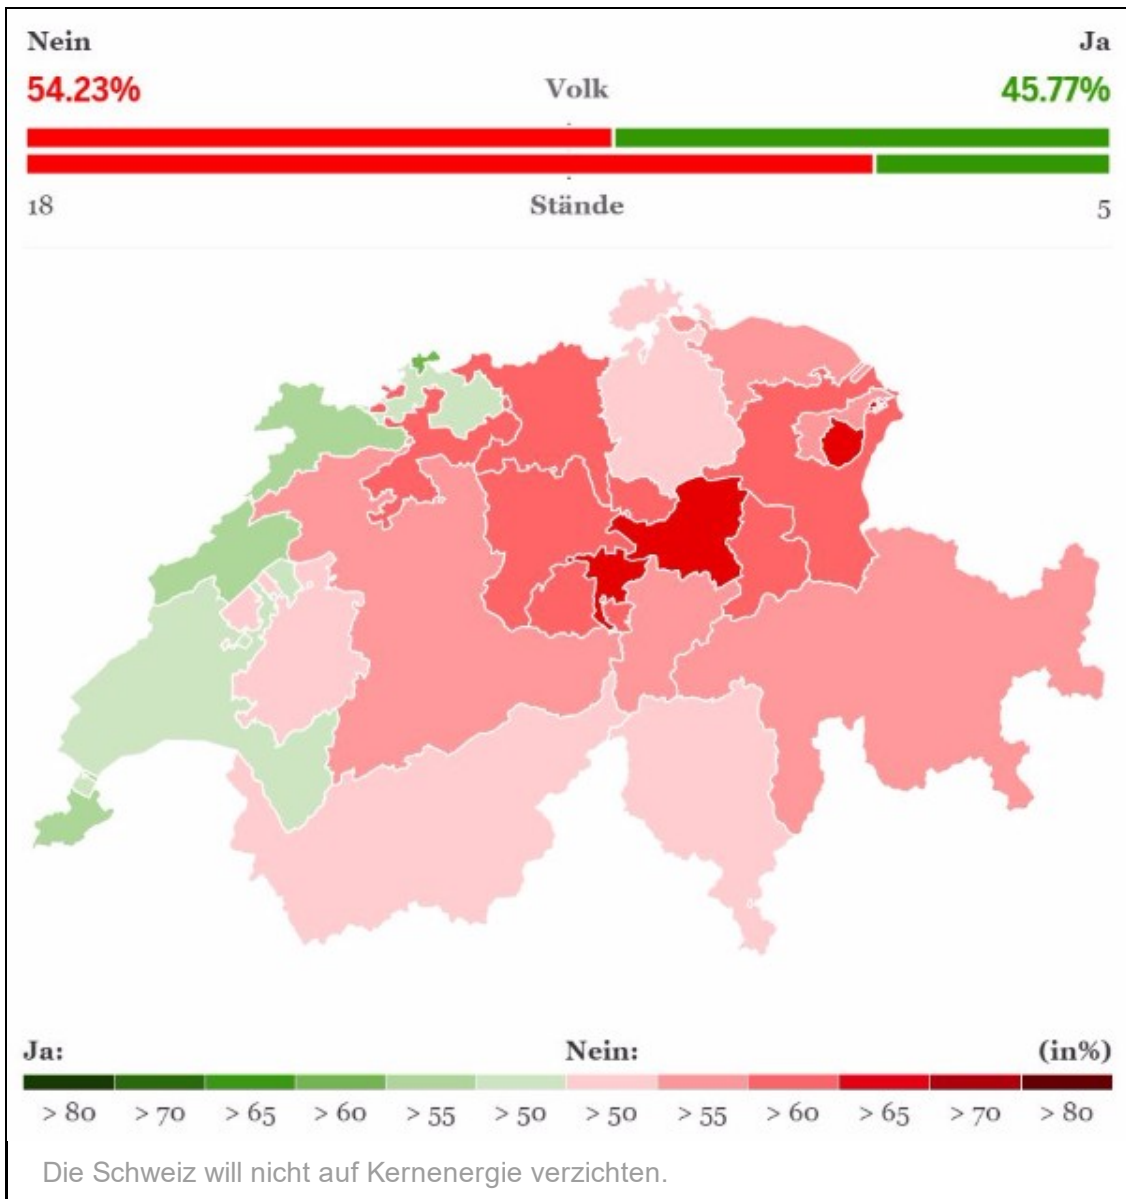 Nein Ja
54.23% Volk 45.77%
18 Stände 5
Ja: Nein: (in%)
> 80 > 70 > 65 > 60 > 55 > 50 > 50 > 55 > 60 > 65 > 70 > 80
Die Schweiz will nicht auf Kernenergie verzichten.